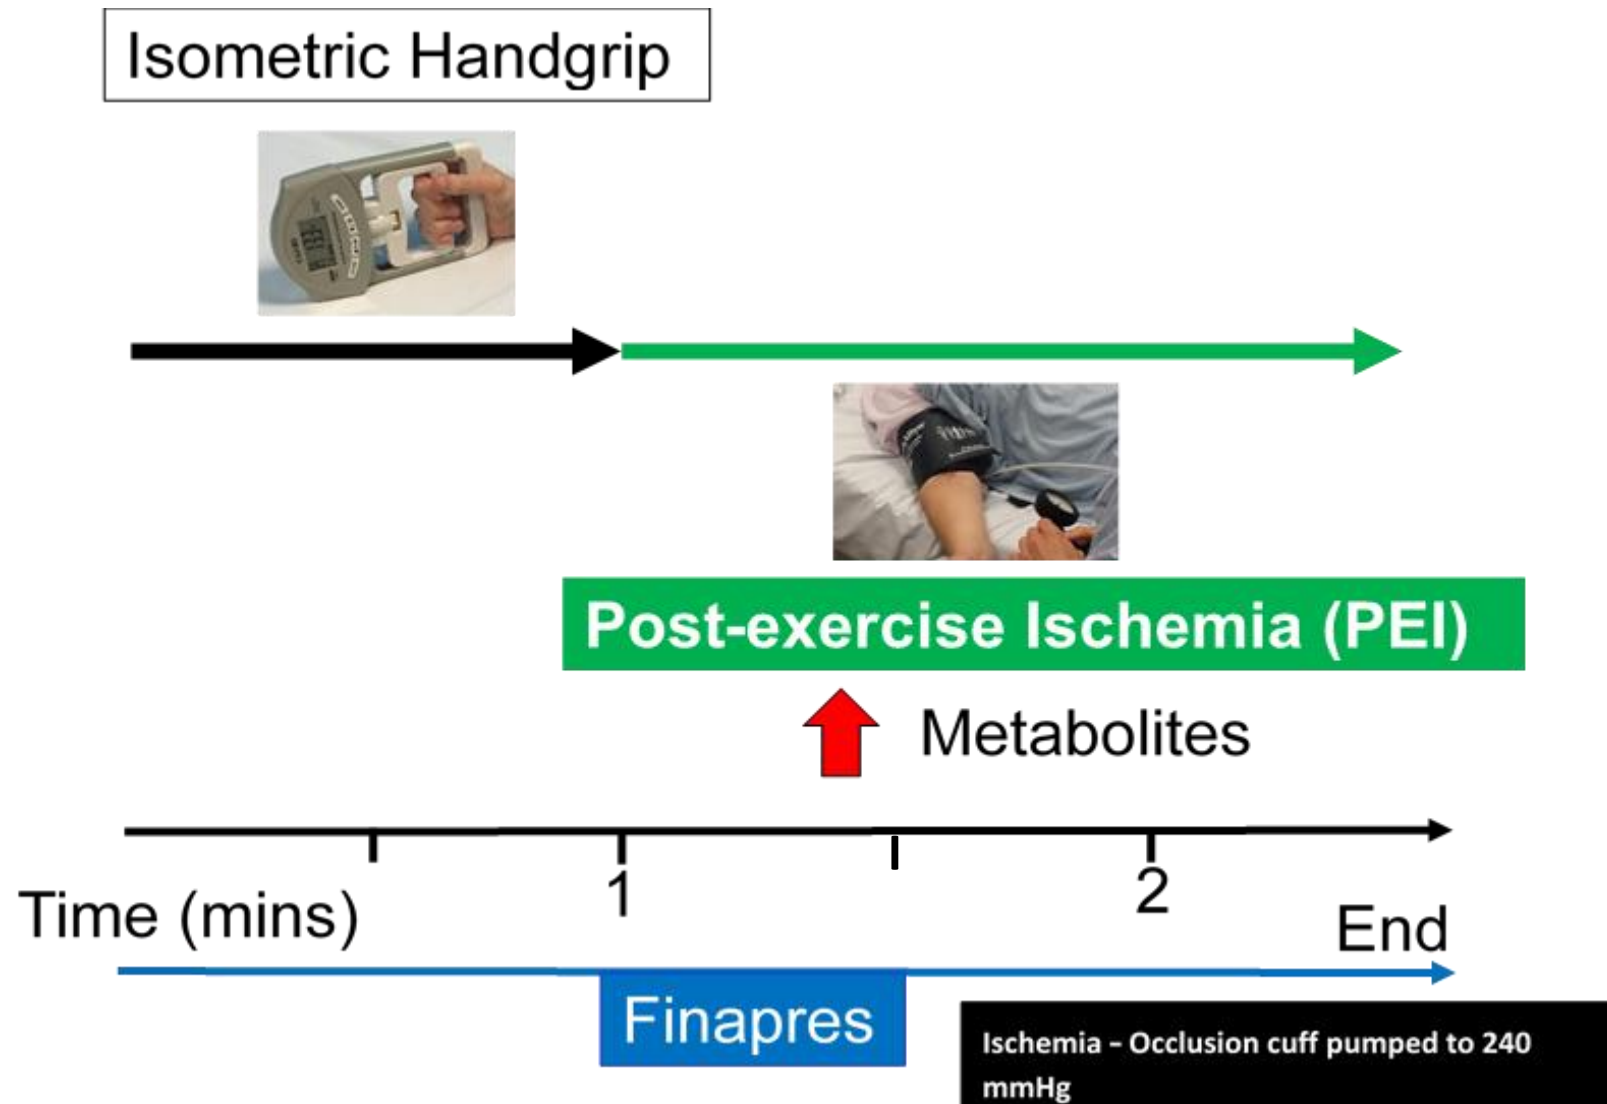 Isometric Handgrip
Post-exercise Ischemia (PEI)
Metabolites
1
2
Time (mins)
End
Finapres
Ischemia – Occlusion cuff pumped to 240
mmHg